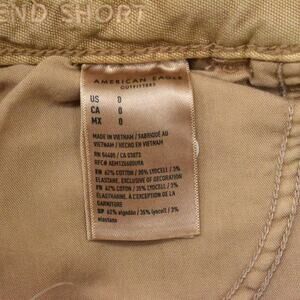 END SHORT
AMERICAN EAGLE
OUTFITTERS
US 0
CA 0
MX 0
MADE IN VIETNAM / FABRIQUÉ AU
VIETNAM / HECHO EN VIETNAM
RN 54485 / CA 03873
EN 62% COTTON / 35% LYOCELL / 3%
ELASTANE. EXCLUSIVE OF DECORATION
FR 62% COTON / 35% LYOCELL / 3%
ÉLASTHANNE. À L'EXCEPTION DE LA
GARNITURE
SP 62% algodón / 35% lyocell / 3%
elastano